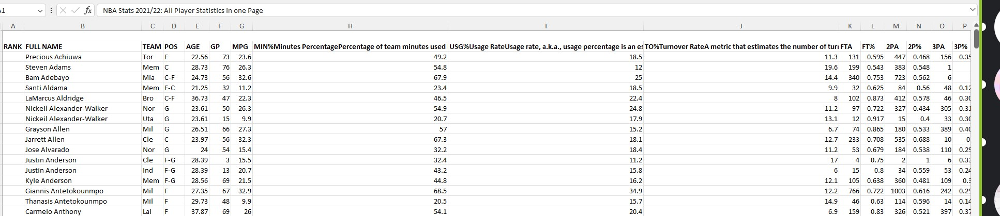 A1 fx NBA Stats 2021/22: All Player Statistics in one Page
A B C D E F G H I J K L M N O P
RANK FULL NAME TEAM POS AGE GP MPG MIN%Minutes PercentagePercentage of team minutes used USG%Usage RateUsage rate, a.k.a., usage percentage is an es TO%Turnover RateA metric that estimates the number of turn FTA FT% 2PA 2P% 3PA 3P%
Precious Achiuwa Tor F 22.56 73 23.6 49.2 18.5 11.3 131 0.595 447 0.468 156 0.35
Steven Adams Mem C 28.73 76 26.3 54.8 12 19.6 199 0.543 383 0.548 1
Bam Adebayo Mia C-F 24.73 56 32.6 67.9 25 14.4 340 0.753 723 0.562 6
Santi Aldama Mem F-C 21.25 32 11.2 23.4 18.5 9.9 32 0.625 84 0.56 48 0.12
LaMarcus Aldridge Bro C-F 36.73 47 22.3 46.5 22.4 8 102 0.873 412 0.578 46 0.30
Nickeil Alexander-Walker Nor G 23.61 50 26.3 54.9 24.8 11.2 97 0.722 327 0.434 305 0.31
Nickeil Alexander-Walker Uta G 23.61 15 9.9 20.7 17.9 13.1 12 0.917 15 0.4 33 0.30
Grayson Allen Mil G 26.51 66 27.3 57 15.2 6.7 74 0.865 180 0.533 389 0.40
Jarrett Allen Cle C 23.97 56 32.3 67.3 18.1 12.7 233 0.708 535 0.688 10 0
Jose Alvarado Nor G 24 54 15.4 32.2 18.4 11.2 53 0.679 184 0.538 110 0.29
Justin Anderson Cle F-G 28.39 3 15.5 32.4 11.2 17 4 0.75 2 1 6 0.33
Justin Anderson Ind F-G 28.39 13 20.7 43.2 15.8 6 15 0.8 34 0.559 53 0.24
Kyle Anderson Mem F-G 28.56 69 21.5 44.8 16.2 12.1 105 0.638 360 0.481 109 0.3
Giannis Antetokounmpo Mil F 27.35 67 32.9 68.5 34.9 12.2 766 0.722 1003 0.616 242 0.29
Thanasis Antetokounmpo Mil F 29.73 48 9.9 20.5 15.7 14.9 46 0.63 114 0.596 14 0.14
Carmelo Anthony Lal F 37.87 69 26 54.1 20.4 6.9 159 0.83 326 0.521 397 0.37